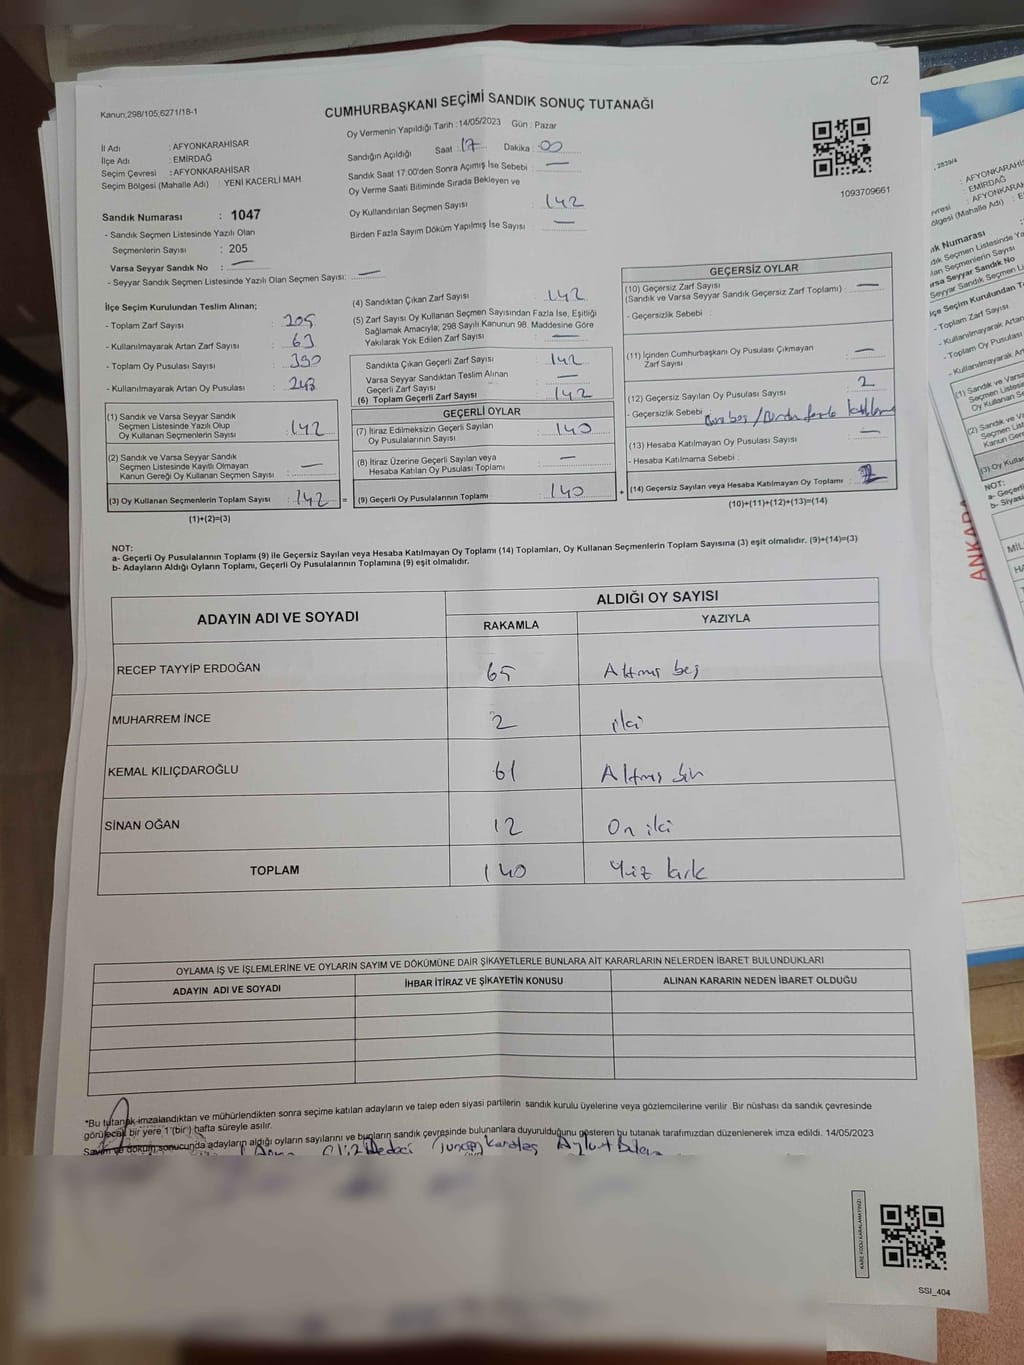 C/2
Kanun;298/105;6271/18-1
CUMHURBAŞKANI SEÇİMİ SANDIK SONUÇ TUTANAĞI
Oy Vermenin Yapıldığı Tarih : 14/05/2023 Gün : Pazar
İl Adı : AFYONKARAHİSAR
İlçe Adı : EMİRDAĞ
Seçim Çevresi : AFYONKARAHİSAR
Seçim Bölgesi (Mahalle Adı) : YENİ KACERLİ MAH.
Sandığın Açıldığı Saat : 17 Dakika : 00
Sandık Saat 17:00'den Sonra Açımış İse Sebebi : —
Oy Verme Saati Bitiminde Sırada Bekleyen ve
Oy Kullandırılan Seçmen Sayısı : 142
Birden Fazla Sayım Döküm Yapılmış İse Sayısı : —
1093709661
Sandık Numarası : 1047
- Sandık Seçmen Listesinde Yazılı Olan
Seçmenlerin Sayısı : 205
Varsa Seyyar Sandık No : —
- Seyyar Sandık Seçmen Listesinde Yazılı Olan Seçmen Sayısı: —
İlçe Seçim Kurulundan Teslim Alınan;
- Toplam Zarf Sayısı : 205
- Kullanılmayarak Artan Zarf Sayısı : 63
- Toplam Oy Pusulası : 390
- Kullanılmayarak Artan Oy Pusulası : 248
(1) Sandık ve Varsa Seyyar Sandık
Seçmen Listesinde Yazılı Olup
Oy Kullanan Seçmenlerin Sayısı : 142
(2) Sandık ve Varsa Seyyar Sandık
Seçmen Listesinde Kayıtlı Olmayan
Kanun Gereği Oy Kullanan Seçmen Sayısı : —
(3) Oy Kullanan Seçmenlerin Toplam Sayısı : 142 =
(1)+(2)=(3)
(4) Sandıktan Çıkan Zarf Sayısı : 142
(5) Zarf Sayısı Oy Kullanan Seçmen Sayısından Fazla İse, Eşitliği
Sağlamak Amacıyla; 298 Sayılı Kanunun 98. Maddesine Göre
Yakılarak Yok Edilen Zarf Sayısı : —
Sandıkta Çıkan Geçerli Zarf Sayısı : 142
Varsa Seyyar Sandıktan Teslim Alınan
Geçerli Zarf Sayısı : —
(6) Toplam Geçerli Zarf Sayısı : 142
GEÇERLİ OYLAR
(7) İtiraz Edilmeksizin Geçerli Sayılan
Oy Pusulalarının Sayısı : 140
(8) İtiraz Üzerine Geçerli Sayılan veya
Hesaba Katılan Oy Pusulası Toplamı : —
(9) Geçerli Oy Pusulalarının Toplamı : 140 +
GEÇERSİZ OYLAR
(10) Geçersiz Zarf Sayısı
(Sandık ve Varsa Seyyar Sandık Geçersiz Zarf Toplamı) : —
- Geçersizlik Sebebi :
(11) İçinden Cumhurbaşkanı Oy Pusulası Çıkmayan
Zarf Sayısı : —
(12) Geçersiz Sayılan Oy Pusulası Sayısı : 2
- Geçersizlik Sebebi :
(13) Hesaba Katılmayan Oy Pusulası Sayısı : —
- Hesaba Katılmama Sebebi :
(14) Geçersiz Sayılan veya Hesaba Katılmayan Oy Toplamı : 2
(10)+(11)+(12)+(13)=(14)
NOT:
a- Geçerli Oy Pusulalarının Toplamı (9) ile Geçersiz Sayılan veya Hesaba Katılmayan Oy Toplamı (14) Toplamları, Oy Kullanan Seçmenlerin Toplam Sayısına (3) eşit olmalıdır. (9)+(14)=(3)
b- Adayların Aldığı Oyların Toplamı, Geçerli Oy Pusulalarının Toplamına (9) eşit olmalıdır.
ADAYIN ADI VE SOYADI ALDIĞI OY SAYISI
RAKAMLA YAZIYLA
RECEP TAYYİP ERDOĞAN 65 Altmış beş
MUHARREM İNCE 2 iki
KEMAL KILIÇDAROĞLU 61 Altmış bir
SİNAN OĞAN 12 On iki
TOPLAM 140 Yüz kırk
OYLAMA İŞ VE İŞLEMLERİNE VE OYLARIN SAYIM VE DÖKÜMÜNE DAİR ŞİKAYETLERLE BUNLARA AİT KARARLARIN NELERDEN İBARET BULUNDUKLARI
ADAYIN ADI VE SOYADI İHBAR İTİRAZ VE ŞİKAYETİN KONUSU ALINAN KARARIN NEDEN İBARET OLDUĞU
*Bu tutanak imzalandıktan ve mühürlendikten sonra seçime katılan adayların ve talep eden siyasi partilerin sandık kurulu üyelerine veya gözlemcilerine verilir .Bir nüshası da sandık çevresinde
görülecek bir yere 1 (bir) hafta süreyle asılır.
Sayım ve döküm sonucunda adayların aldığı oyların sayılarını ve bunların sandık çevresinde bulunanlara duyurulduğunu gösteren bu tutanak tarafımızdan düzenlenerek imza edildi. 14/05/2023
KARE KODU KARALAMAYINIZ!
SSI_404
ANKARA